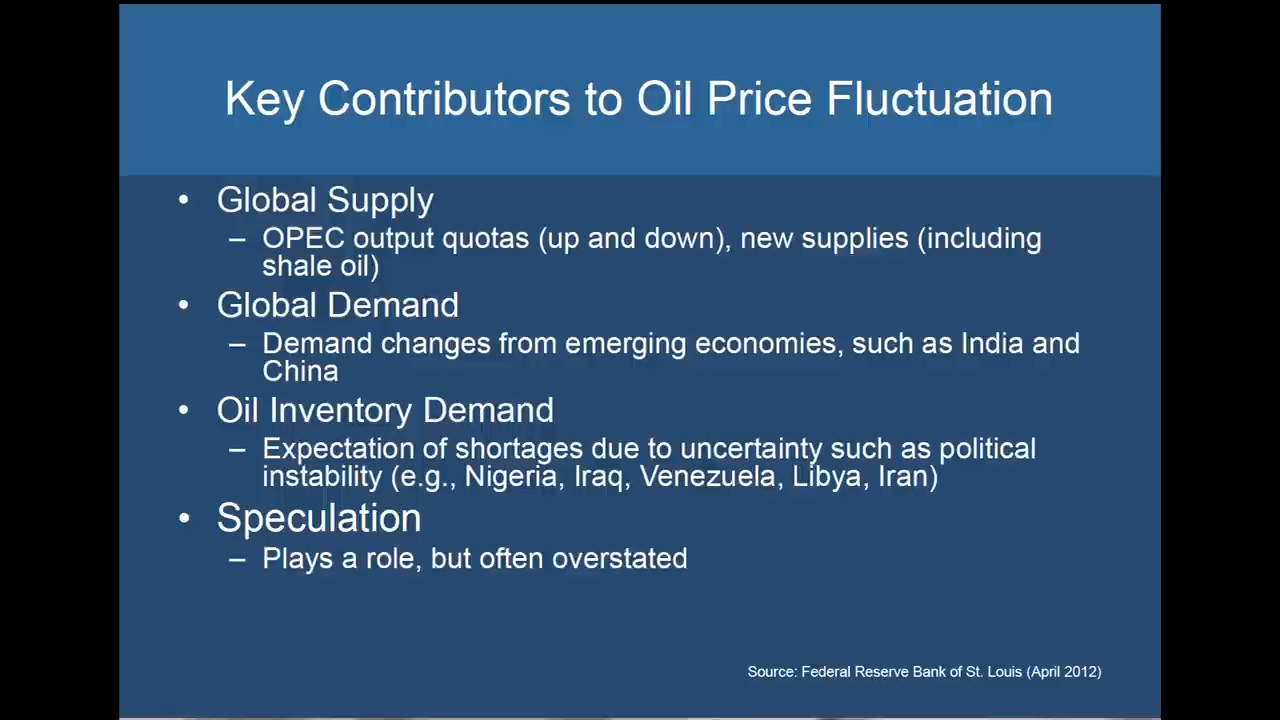 Key Contributors to Oil Price Fluctuation
• Global Supply
– OPEC output quotas (up and down), new supplies (including
shale oil)
• Global Demand
– Demand changes from emerging economies, such as India and
China
• Oil Inventory Demand
– Expectation of shortages due to uncertainty such as political
instability (e.g., Nigeria, Iraq, Venezuela, Libya, Iran)
• Speculation
– Plays a role, but often overstated
Source: Federal Reserve Bank of St. Louis (April 2012)